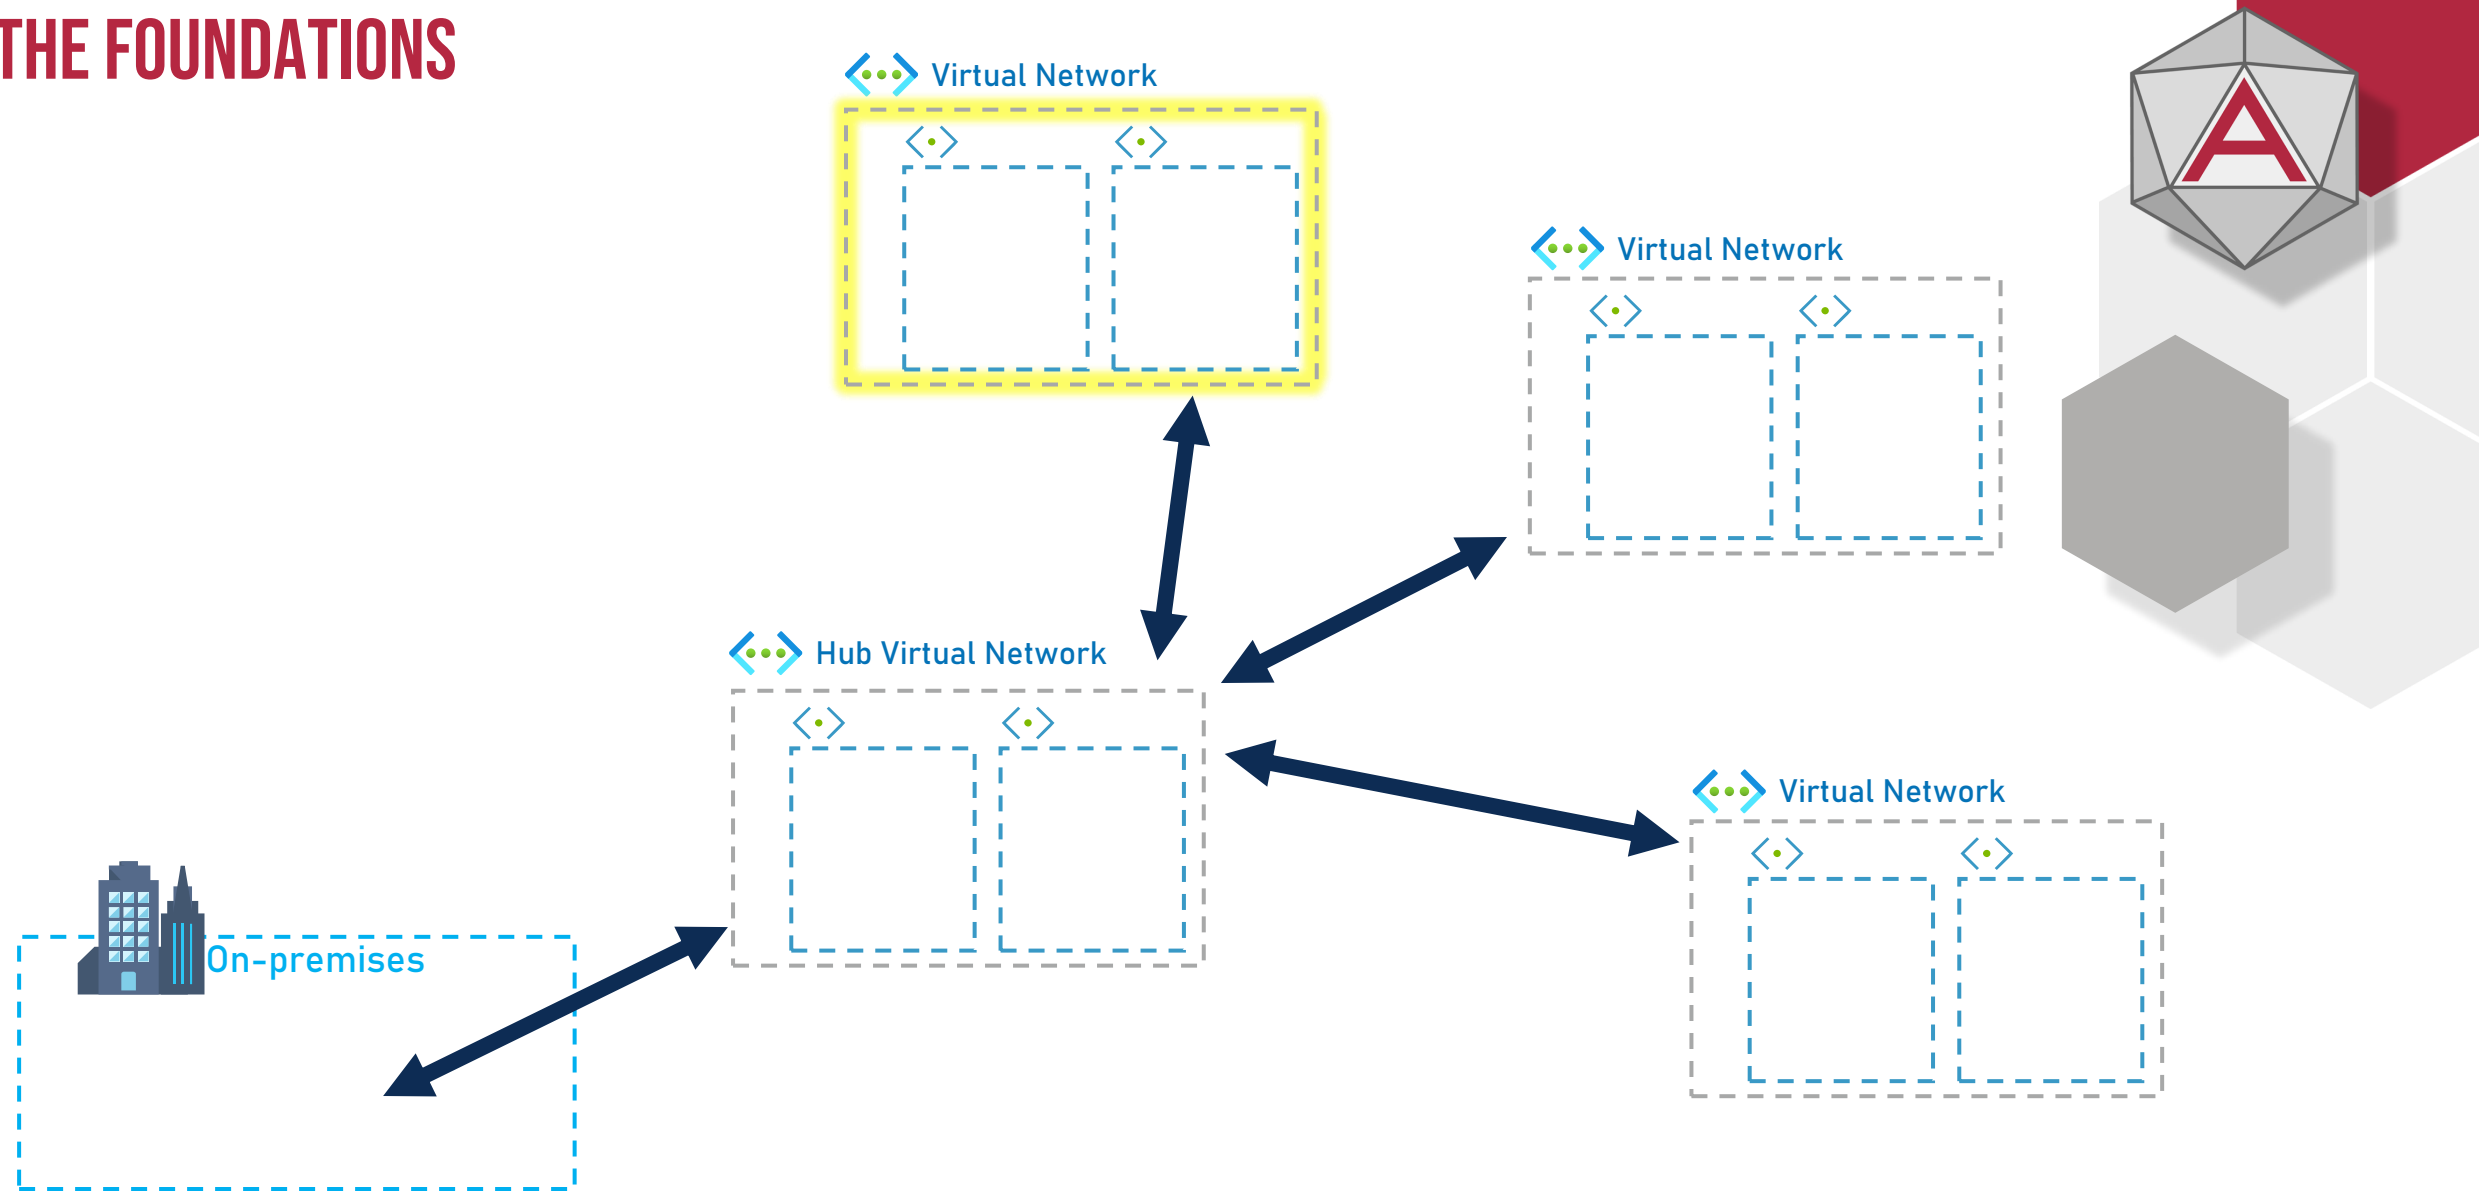 THE FOUNDATIONS
Virtual Network
Virtual Network
Hub Virtual Network
Virtual Network
On-premises
A